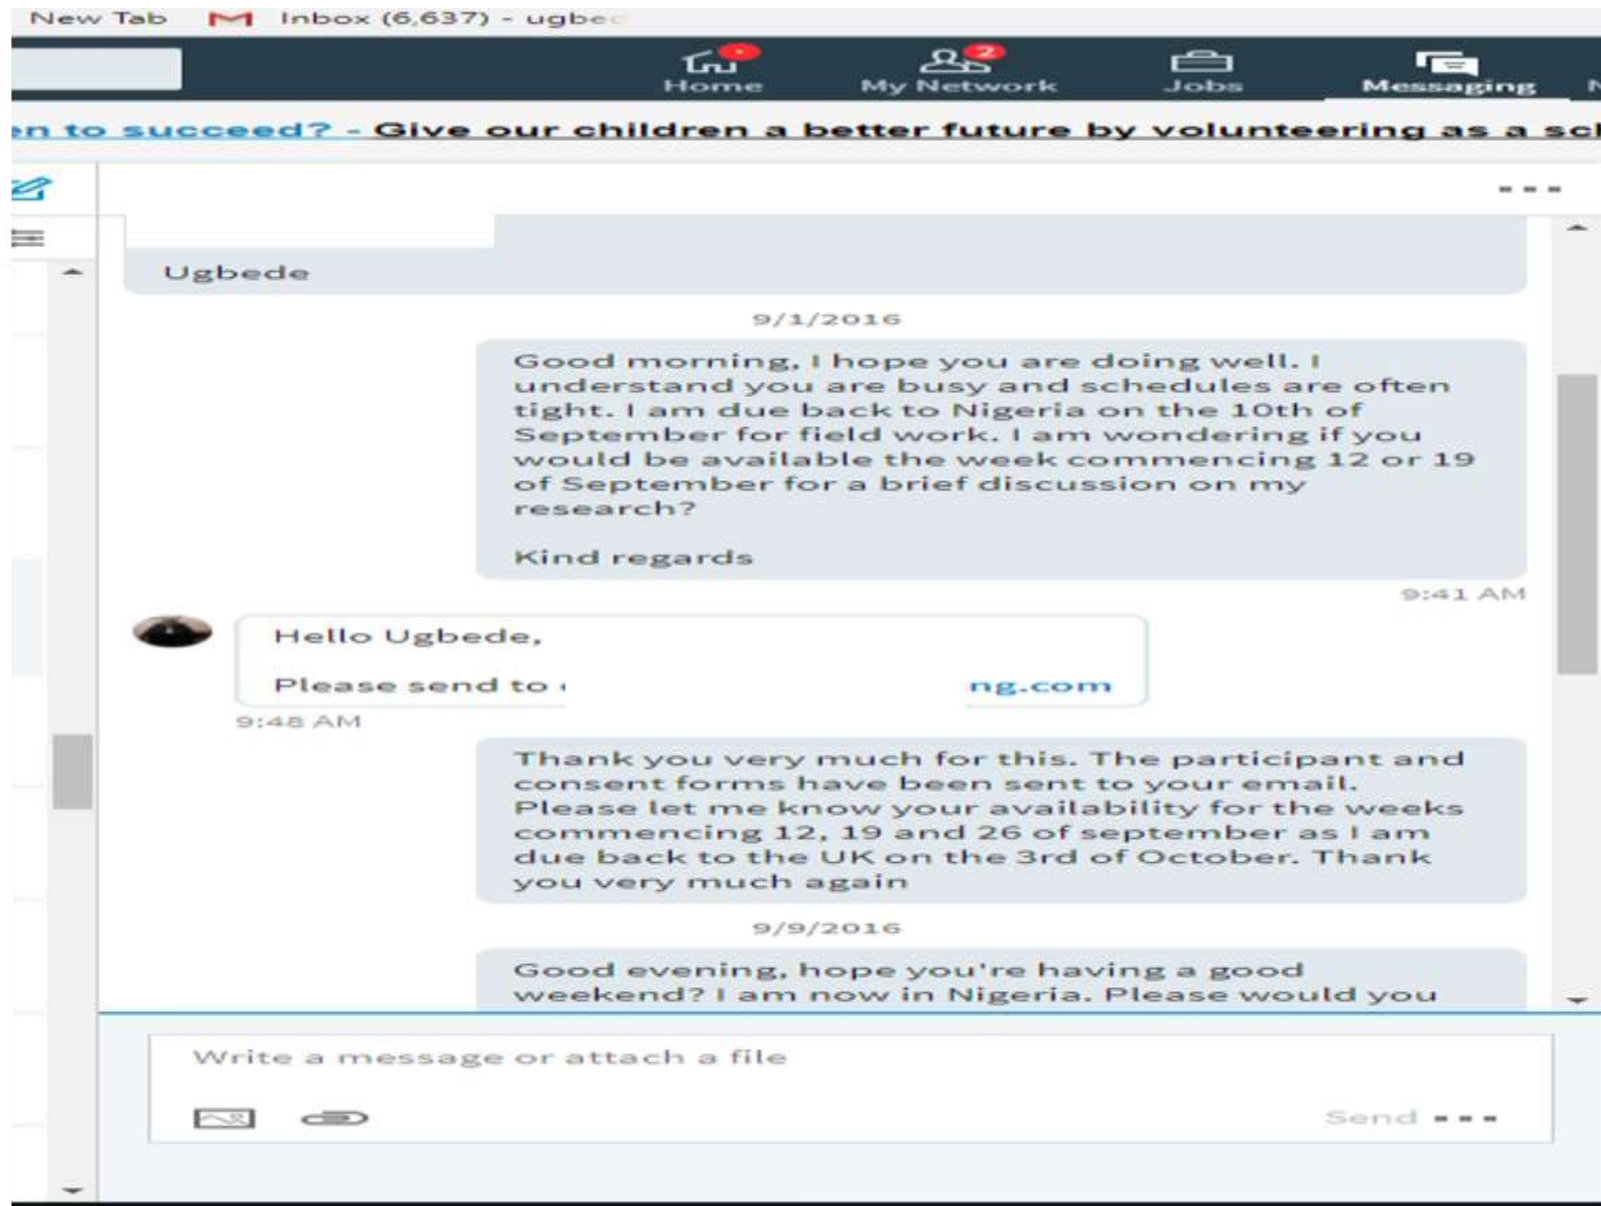 New Tab Inbox (6,637) - ugbed
2
Home My Network Jobs Messaging
en to succeed? - Give our children a better future by volunteering as a scl
Ugbede
9/1/2016
Good morning, I hope you are doing well. I
understand you are busy and schedules are often
tight. I am due back to Nigeria on the 10th of
September for field work. I am wondering if you
would be available the week commencing 12 or 19
of September for a brief discussion on my
research?
Kind regards
9:41 AM
Hello Ugbede,
Please send to
ng.com
9:48 AM
Thank you very much for this. The participant and
consent forms have been sent to your email.
Please let me know your availability for the weeks
commencing 12, 19 and 26 of september as I am
due back to the UK on the 3rd of October. Thank
you very much again
9/9/2016
Good evening, hope you're having a good
weekend? I am now in Nigeria. Please would you
Write a message or attach a file
Send